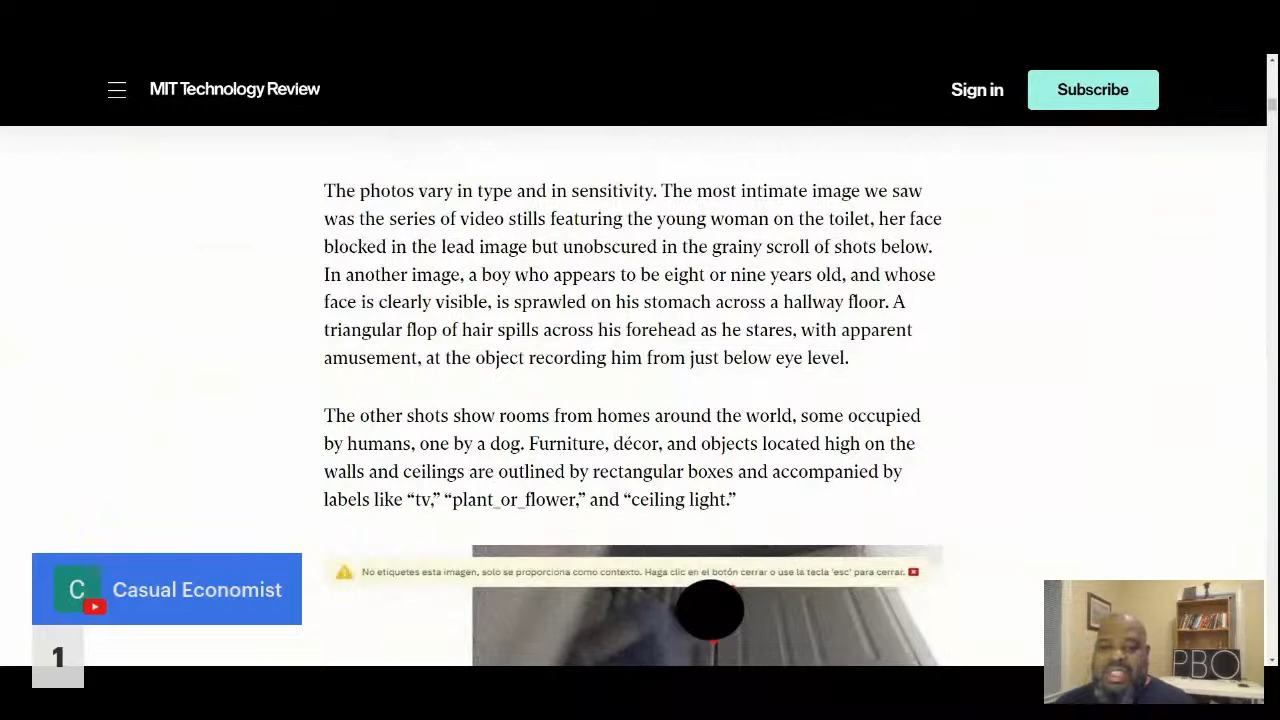 MIT Technology Review
Sign in
Subscribe
The photos vary in type and in sensitivity. The most intimate image we saw
was the series of video stills featuring the young woman on the toilet, her face
blocked in the lead image but unobscured in the grainy scroll of shots below.
In another image, a boy who appears to be eight or nine years old, and whose
face is clearly visible, is sprawled on his stomach across a hallway floor. A
triangular flop of hair spills across his forehead as he stares, with apparent
amusement, at the object recording him from just below eye level.
The other shots show rooms from homes around the world, some occupied
by humans, one by a dog. Furniture, décor, and objects located high on the
walls and ceilings are outlined by rectangular boxes and accompanied by
labels like “tv,” “plant_or_flower,” and “ceiling light.”
No etiquetes esta imagen, solo se proporciona como contexto. Haga clic en el botón cerrar o use la tecla 'esc' para cerrar.
C
Casual Economist
1
PBO